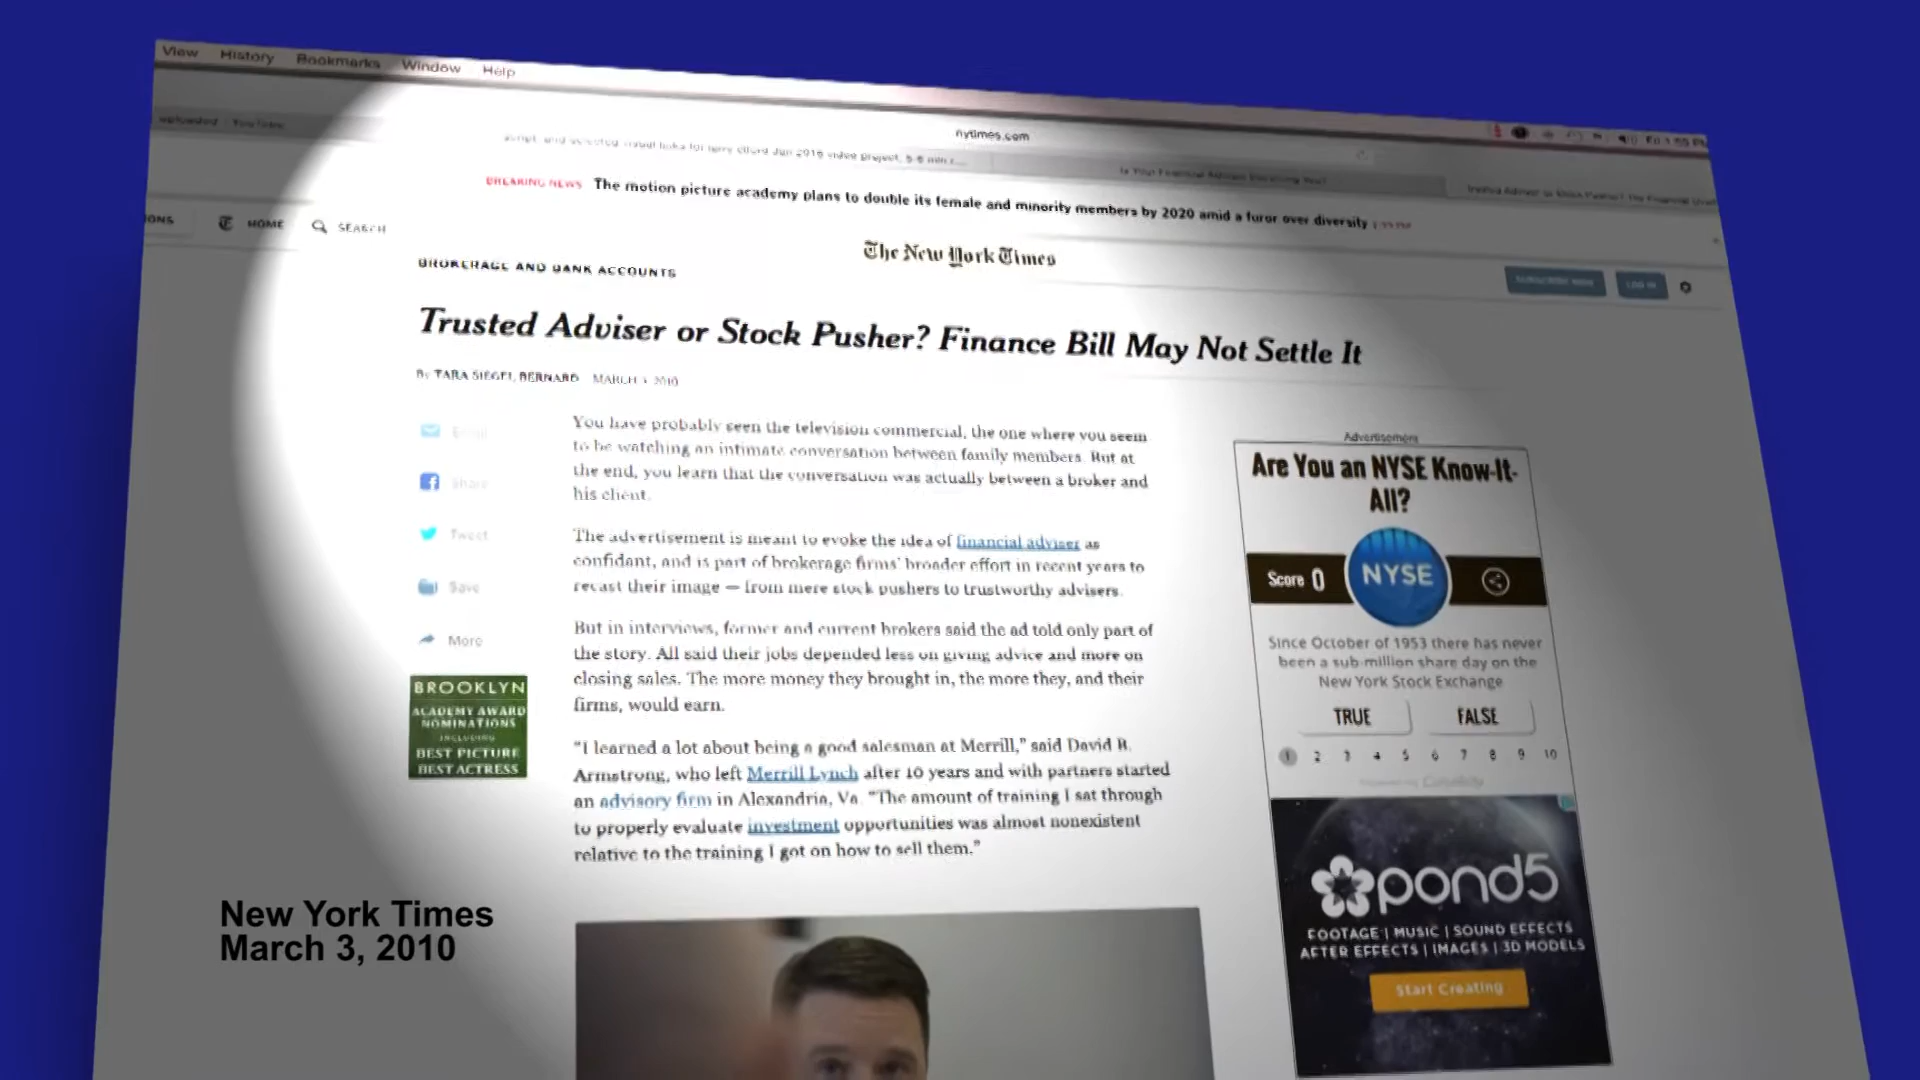 View History Bookmarks Window Help
nytimes.com
BREAKING NEWS The motion picture academy plans to double its female and minority members by 2020 amid a furor over diversity
HOME SEARCH
The New York Times
LOG IN
BROKERAGE AND BANK ACCOUNTS
Trusted Adviser or Stock Pusher? Finance Bill May Not Settle It
By TARA SIEGEL BERNARD MARCH 3, 2010
Email
Share
Tweet
Save
More
You have probably seen the television commercial, the one where you seem
to be watching an intimate conversation between family members. But at
the end, you learn that the conversation was actually between a broker and
his client.
The advertisement is meant to evoke the idea of financial adviser as
confidant, and is part of brokerage firms' broader effort in recent years to
recast their image — from mere stock pushers to trustworthy advisers.
But in interviews, former and current brokers said the ad told only part of
the story. All said their jobs depended less on giving advice and more on
closing sales. The more money they brought in, the more they, and their
firms, would earn.
“I learned a lot about being a good salesman at Merrill,” said David B.
Armstrong, who left Merrill Lynch after 10 years and with partners started
an advisory firm in Alexandria, Va. “The amount of training I sat through
to properly evaluate investment opportunities was almost nonexistent
relative to the training I got on how to sell them.”
BROOKLYN
ACADEMY AWARD
NOMINATIONS
INCLUDING
BEST PICTURE
BEST ACTRESS
Advertisement
Are You an NYSE Know-It-
All?
Score 0 NYSE
Since October of 1953 there has never
been a sub-million share day on the
New York Stock Exchange
TRUE FALSE
1 2 3 4 5 6 7 8 9 10
pond5
FOOTAGE | MUSIC | SOUND EFFECTS
AFTER EFFECTS | IMAGES | 3D MODELS
Start Creating
New York Times
March 3, 2010